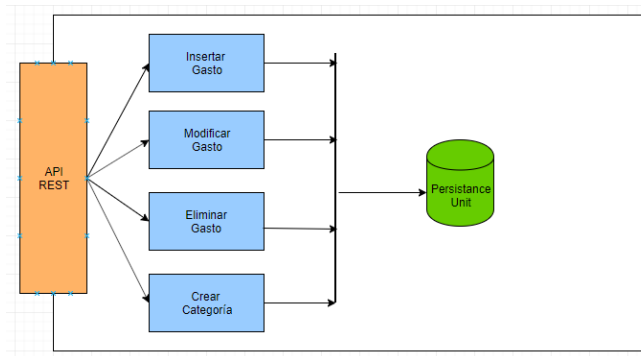 Insertar
Gasto
Modificar
Gasto
API
REST
Eliminar
Gasto
Crear
Categoría
Persistance
Unit